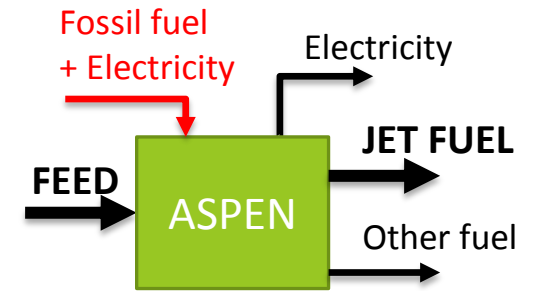 Fossil fuel
+ Electricity
Electricity
JET FUEL
FEED
ASPEN
Other fuel